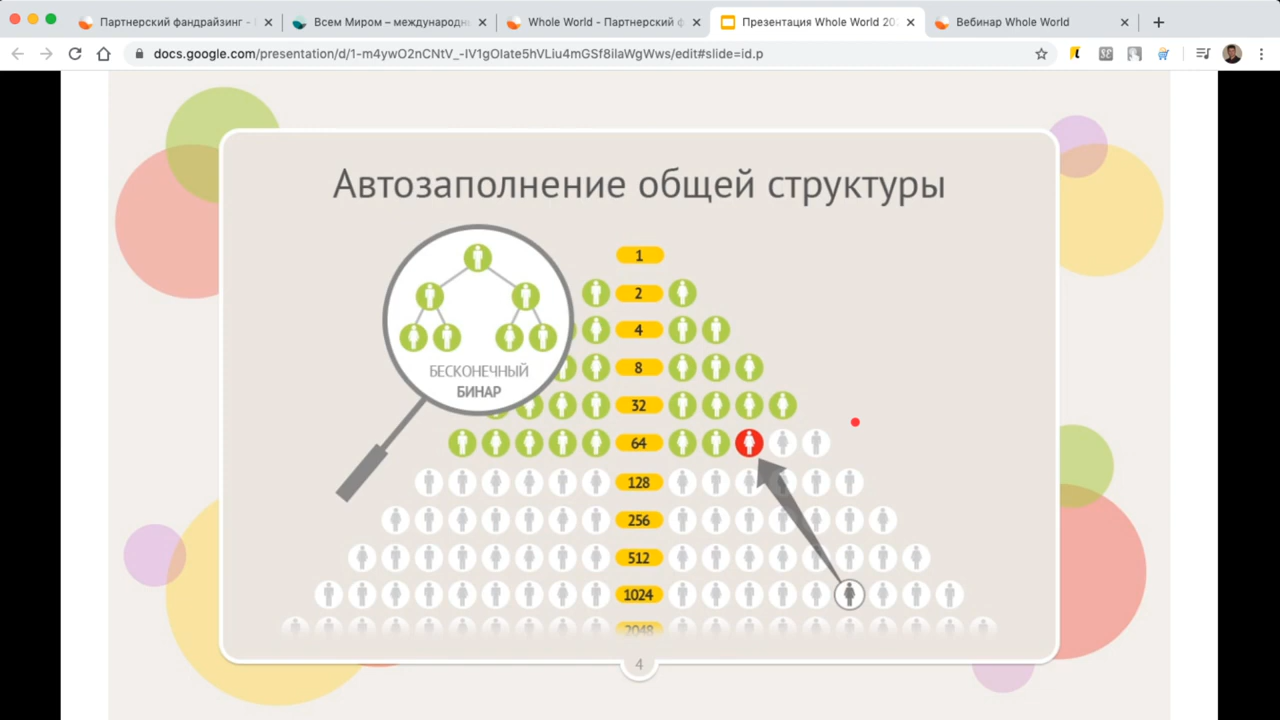 Партнерский фандрайзинг -
Всем Миром – международн
Whole World - Партнерский ф
Презентация Whole World 20
Вебинар Whole World
docs.google.com/presentation/d/1-m4ywO2nCNtV_-IV1gOIate5hVLiu4mGSf8ilaWgWws/edit#slide=id.p
Автозаполнение общей структуры
1
2
4
8
БЕСКОНЕЧНЫЙ
БИНАР
32
64
128
256
512
1024
2048
4